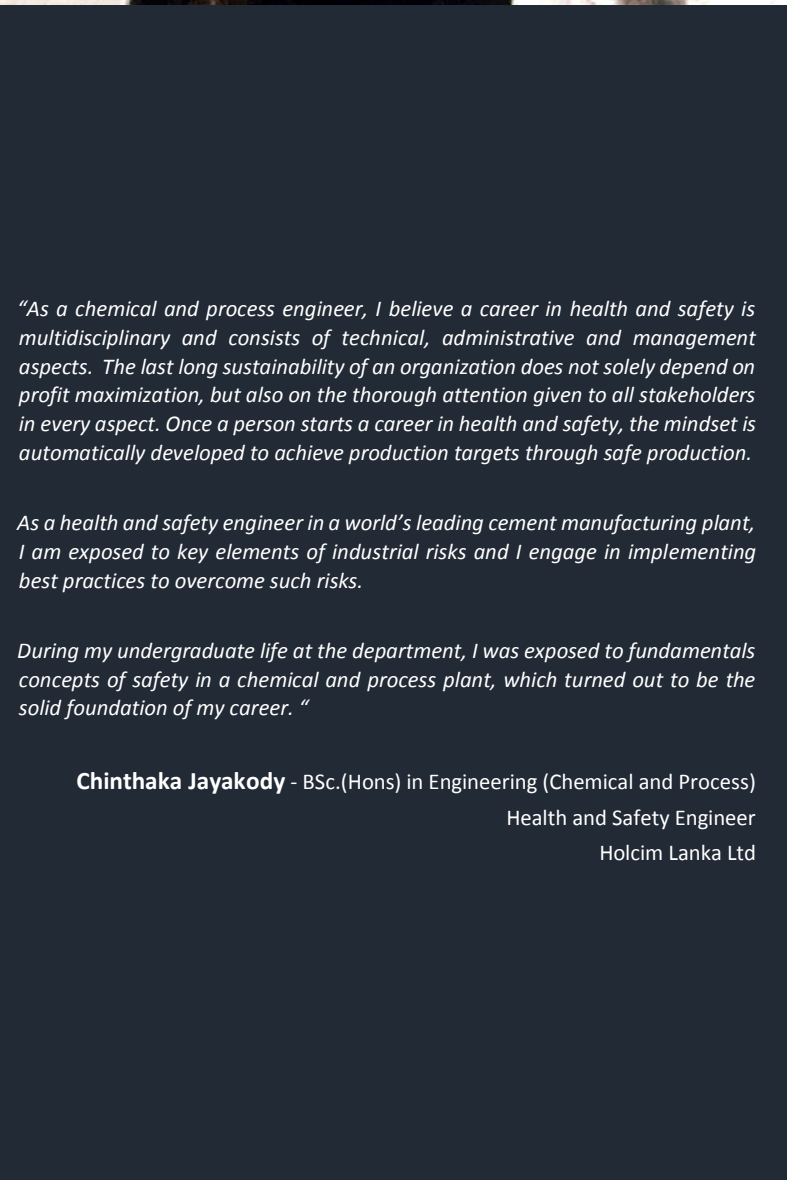 “As a chemical and process engineer, I believe a career in health and safety is
multidisciplinary and consists of technical, administrative and management
aspects. The last long sustainability of an organization does not solely depend on
profit maximization, but also on the thorough attention given to all stakeholders
in every aspect. Once a person starts a career in health and safety, the mindset is
automatically developed to achieve production targets through safe production.
As a health and safety engineer in a world’s leading cement manufacturing plant,
I am exposed to key elements of industrial risks and I engage in implementing
best practices to overcome such risks.
During my undergraduate life at the department, I was exposed to fundamentals
concepts of safety in a chemical and process plant, which turned out to be the
solid foundation of my career. “
Chinthaka Jayakody - BSc.(Hons) in Engineering (Chemical and Process)
Health and Safety Engineer
Holcim Lanka Ltd